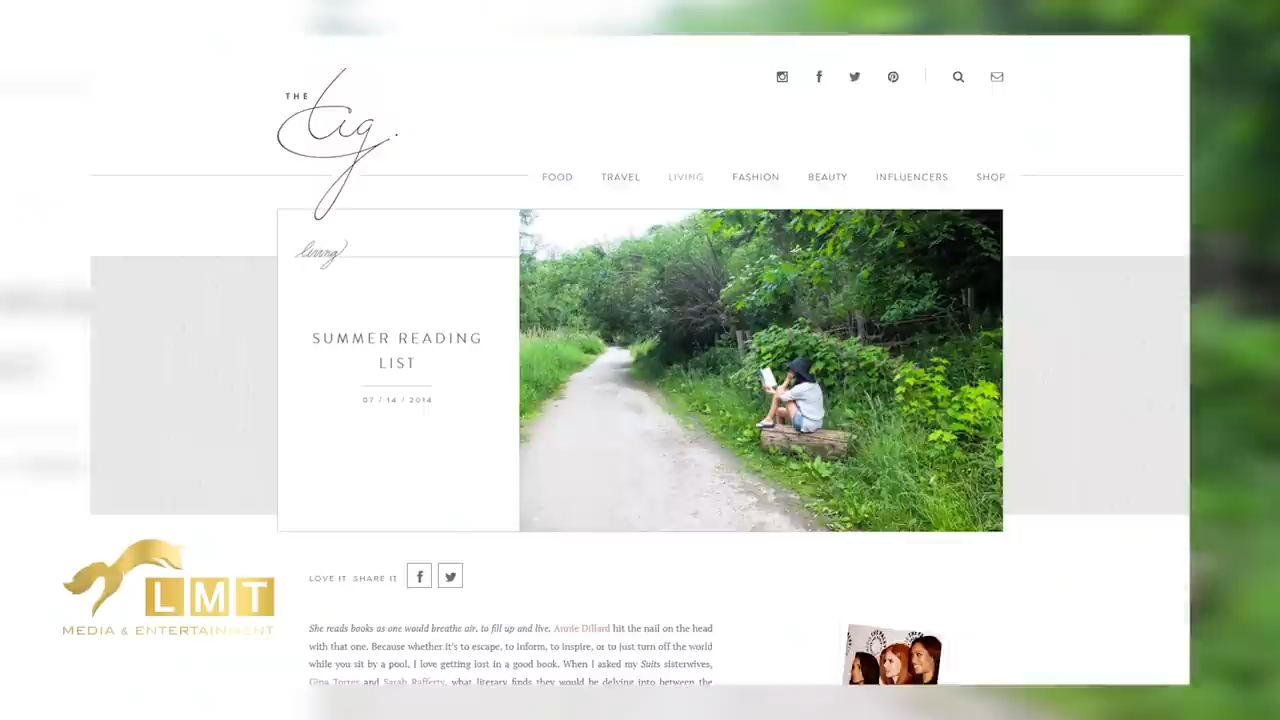 THE
tig.
FOOD TRAVEL LIVING FASHION BEAUTY INFLUENCERS SHOP
living
SUMMER READING
LIST
07 / 14 / 2014
LOVE IT SHARE IT
She reads books as one would breathe air, to fill up and live. Annie Dillard hit the nail on the head
with that one. Because whether it's to escape, to inform, to inspire, or to just turn off the world
while you sit by a pool, I love getting lost in a good book. When I asked my Suits sisterwives,
Gina Torres and Sarah Rafferty, what literary finds they would be delving into between the
LMT
MEDIA & ENTERTAINMENT